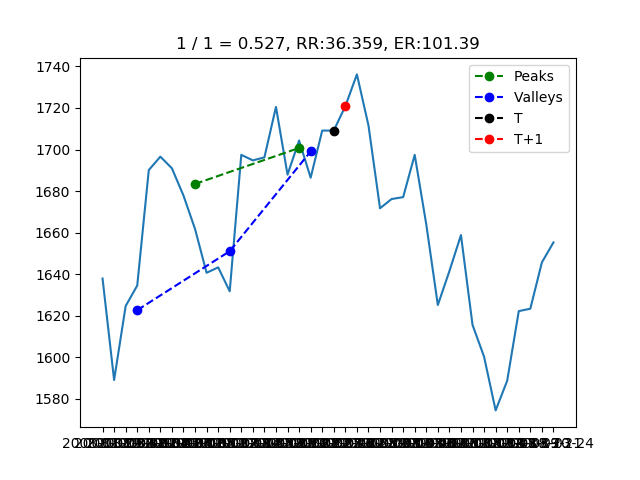 1 / 1 = 0.527, RR:36.359, ER:101.39
1740
1720
1700
1680
1660
1640
1620
1600
1580
Peaks
Valleys
T
T+1